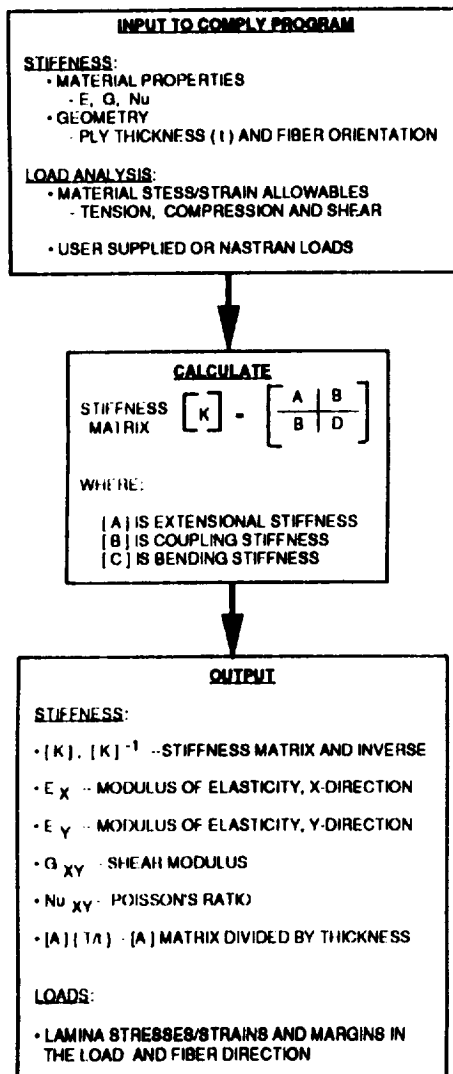 INPUT TO COMPLY PROGRAM
STIFFNESS:
• MATERIAL PROPERTIES
- E, G, Nu
• GEOMETRY
- PLY THICKNESS (t) AND FIBER ORIENTATION
LOAD ANALYSIS:
• MATERIAL STESS/STRAIN ALLOWABLES
- TENSION, COMPRESSION AND SHEAR
• USER SUPPLIED OR NASTRAN LOADS
CALCULATE
STIFFNESS MATRIX [K] - [A | B
B | D]
WHERE:
[A] IS EXTENSIONAL STIFFNESS
[B] IS COUPLING STIFFNESS
[C] IS BENDING STIFFNESS
OUTPUT
STIFFNESS:
• [K], [K]⁻¹ -- STIFFNESS MATRIX AND INVERSE
• E X -- MODULUS OF ELASTICITY, X-DIRECTION
• E Y -- MODULUS OF ELASTICITY, Y-DIRECTION
• G XY - SHEAR MODULUS
• Nu XY - POISSON'S RATIO
• [A] (1/t) - [A] MATRIX DIVIDED BY THICKNESS
LOADS:
• LAMINA STRESSES/STRAINS AND MARGINS IN
THE LOAD AND FIBER DIRECTION